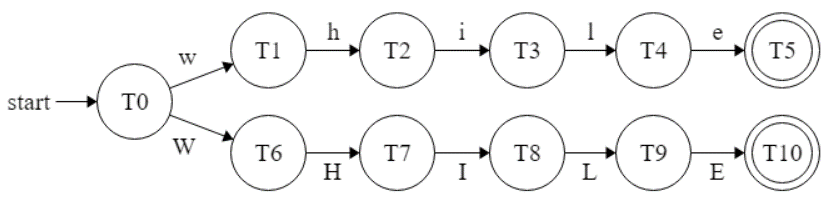 h i l e
w T1 T2 T3 T4 T5
start T0
W T6 T7 T8 T9 T10
H I L E